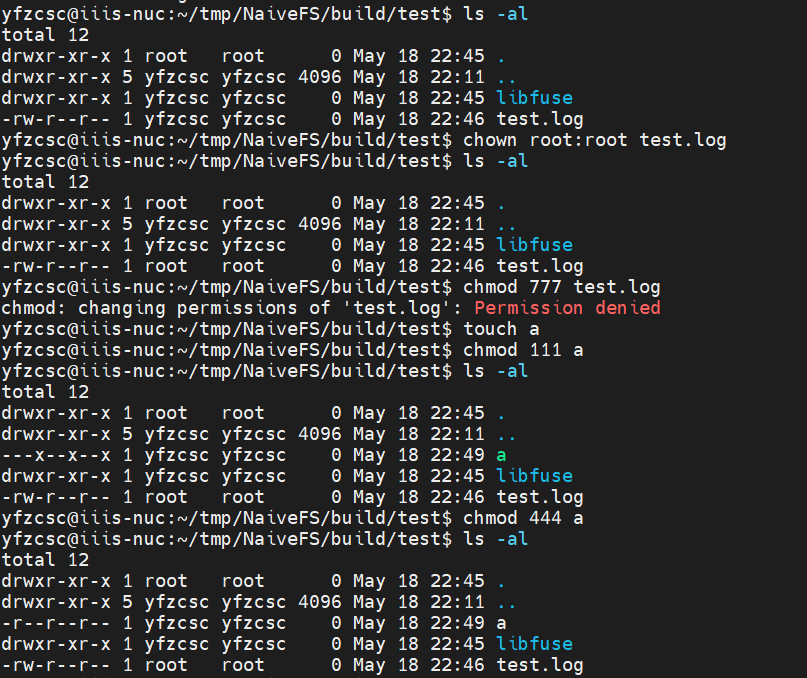 yfzcsc@iiis-nuc:~/tmp/NaiveFS/build/test$ ls -al
total 12
drwxr-xr-x 1 root   root      0 May 18 22:45 .
drwxr-xr-x 5 yfzcsc yfzcsc 4096 May 18 22:11 ..
drwxr-xr-x 1 yfzcsc yfzcsc    0 May 18 22:45 libfuse
-rw-r--r-- 1 yfzcsc yfzcsc    0 May 18 22:46 test.log
yfzcsc@iiis-nuc:~/tmp/NaiveFS/build/test$ chown root:root test.log
yfzcsc@iiis-nuc:~/tmp/NaiveFS/build/test$ ls -al
total 12
drwxr-xr-x 1 root   root      0 May 18 22:45 .
drwxr-xr-x 5 yfzcsc yfzcsc 4096 May 18 22:11 ..
drwxr-xr-x 1 yfzcsc yfzcsc    0 May 18 22:45 libfuse
-rw-r--r-- 1 root   root      0 May 18 22:46 test.log
yfzcsc@iiis-nuc:~/tmp/NaiveFS/build/test$ chmod 777 test.log
chmod: changing permissions of 'test.log': Permission denied
yfzcsc@iiis-nuc:~/tmp/NaiveFS/build/test$ touch a
yfzcsc@iiis-nuc:~/tmp/NaiveFS/build/test$ chmod 111 a
yfzcsc@iiis-nuc:~/tmp/NaiveFS/build/test$ ls -al
total 12
drwxr-xr-x 1 root   root      0 May 18 22:45 .
drwxr-xr-x 5 yfzcsc yfzcsc 4096 May 18 22:11 ..
---x--x--x 1 yfzcsc yfzcsc    0 May 18 22:49 a
drwxr-xr-x 1 yfzcsc yfzcsc    0 May 18 22:45 libfuse
-rw-r--r-- 1 root   root      0 May 18 22:46 test.log
yfzcsc@iiis-nuc:~/tmp/NaiveFS/build/test$ chmod 444 a
yfzcsc@iiis-nuc:~/tmp/NaiveFS/build/test$ ls -al
total 12
drwxr-xr-x 1 root   root      0 May 18 22:45 .
drwxr-xr-x 5 yfzcsc yfzcsc 4096 May 18 22:11 ..
-r--r--r-- 1 yfzcsc yfzcsc    0 May 18 22:49 a
drwxr-xr-x 1 yfzcsc yfzcsc    0 May 18 22:45 libfuse
-rw-r--r-- 1 root   root      0 May 18 22:46 test.log